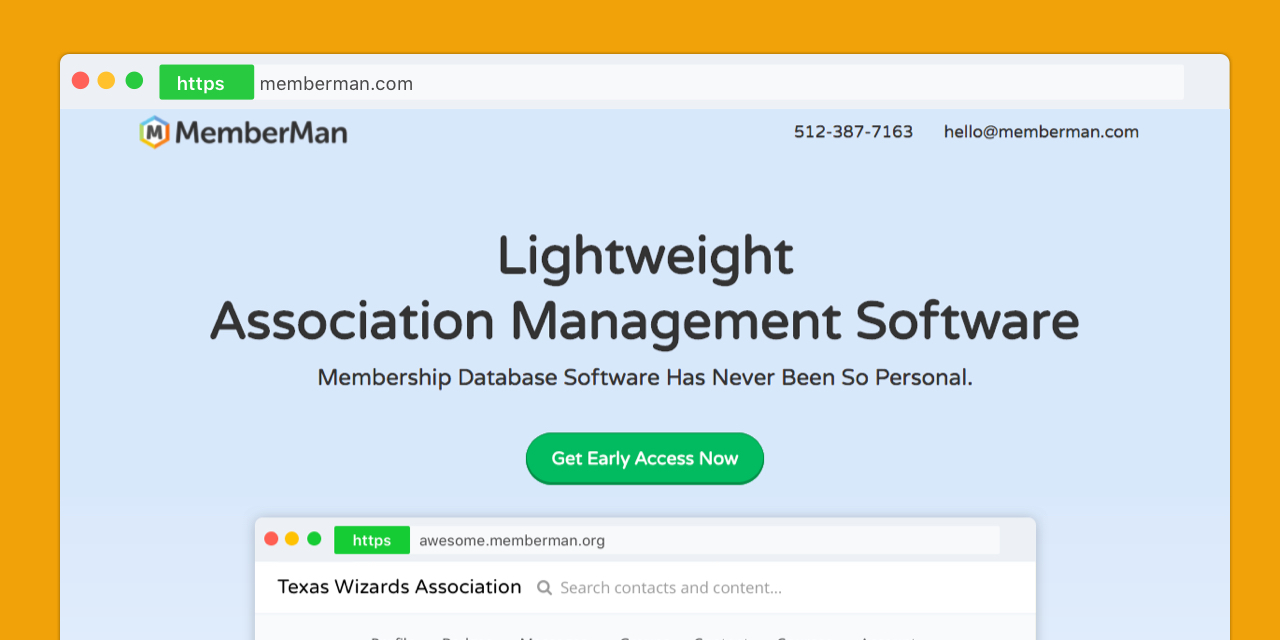 https memberman.com
M MemberMan 512-387-7163 hello@memberman.com
Lightweight
Association Management Software
Membership Database Software Has Never Been So Personal.
Get Early Access Now
https awesome.memberman.org
Texas Wizards Association Search contacts and content...